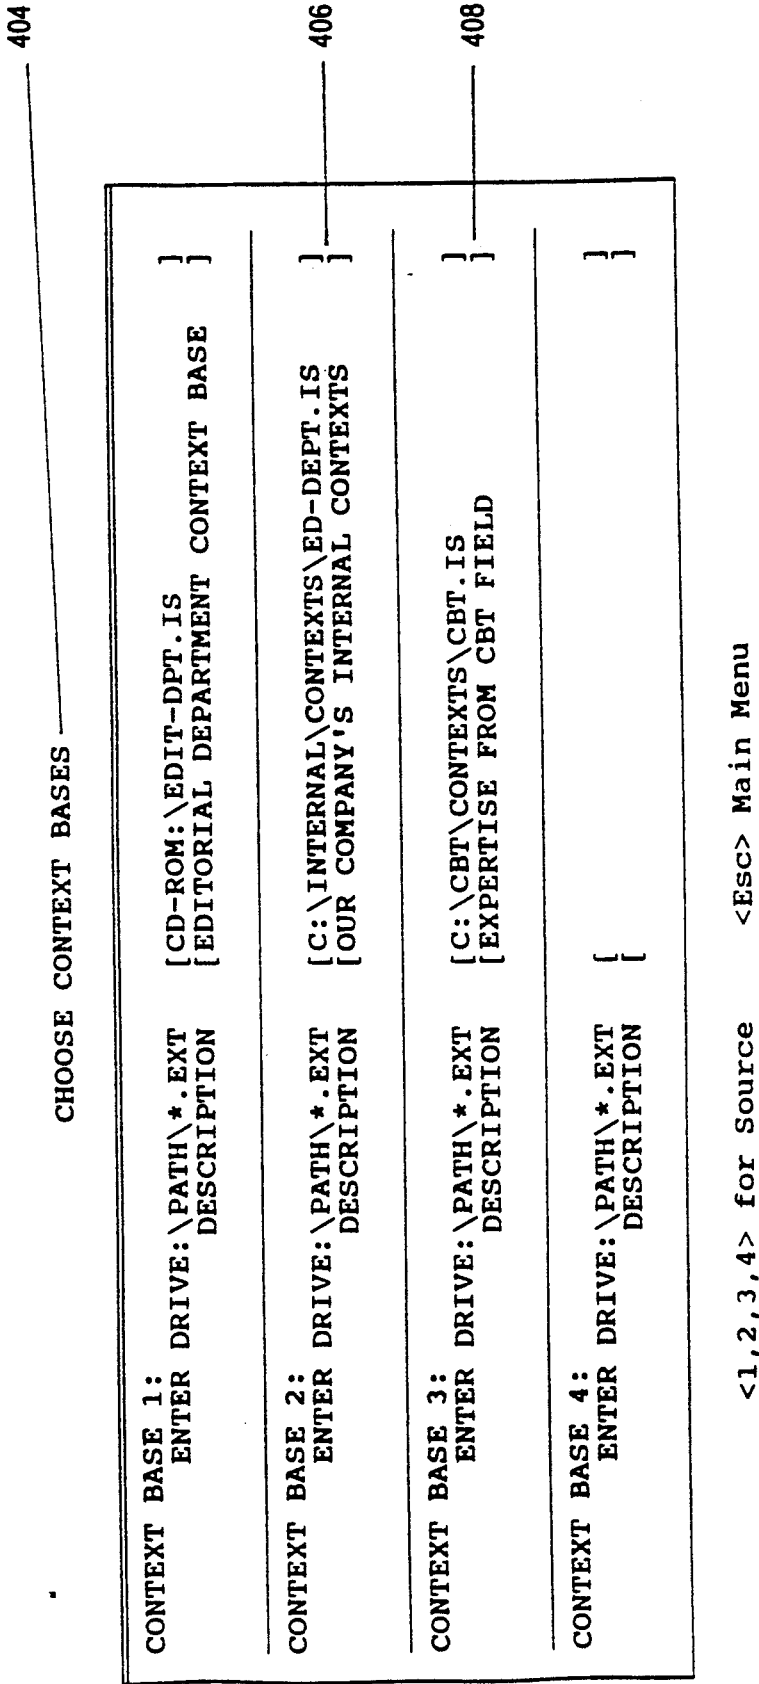 CHOOSE CONTEXT BASES 404
CONTEXT BASE 1:
ENTER DRIVE:\PATH\*.EXT [CD-ROM:\EDIT-DPT.IS ]
DESCRIPTION [EDITORIAL DEPARTMENT CONTEXT BASE ]
CONTEXT BASE 2:
ENTER DRIVE:\PATH\*.EXT [C:\INTERNAL\CONTEXTS\ED-DEPT.IS ] 406
DESCRIPTION [OUR COMPANY'S INTERNAL CONTEXTS ]
CONTEXT BASE 3:
ENTER DRIVE:\PATH\*.EXT [C:\CBT\CONTEXTS\CBT.IS ]
DESCRIPTION [EXPERTISE FROM CBT FIELD ] 408
CONTEXT BASE 4:
ENTER DRIVE:\PATH\*.EXT [ ]
DESCRIPTION [ ]
<1,2,3,4> for Source <Esc> Main Menu